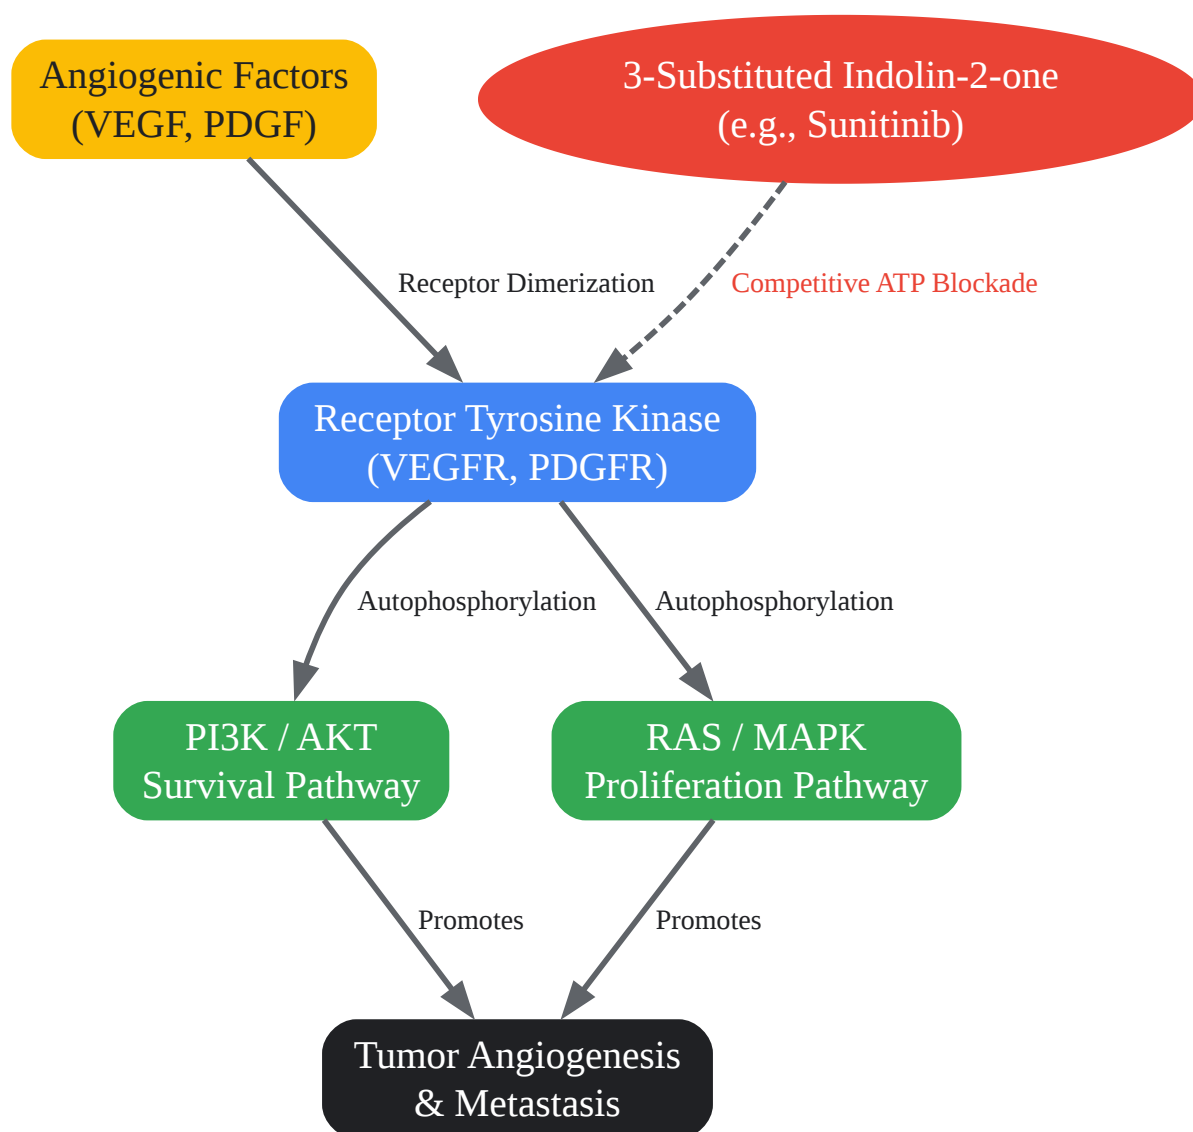 Angiogenic Factors
(VEGF, PDGF)
3-Substituted Indolin-2-one
(e.g., Sunitinib)
Receptor Dimerization
Competitive ATP Blockade
Receptor Tyrosine Kinase
(VEGFR, PDGFR)
Autophosphorylation
Autophosphorylation
PI3K / AKT
Survival Pathway
RAS / MAPK
Proliferation Pathway
Promotes
Promotes
Tumor Angiogenesis
& Metastasis